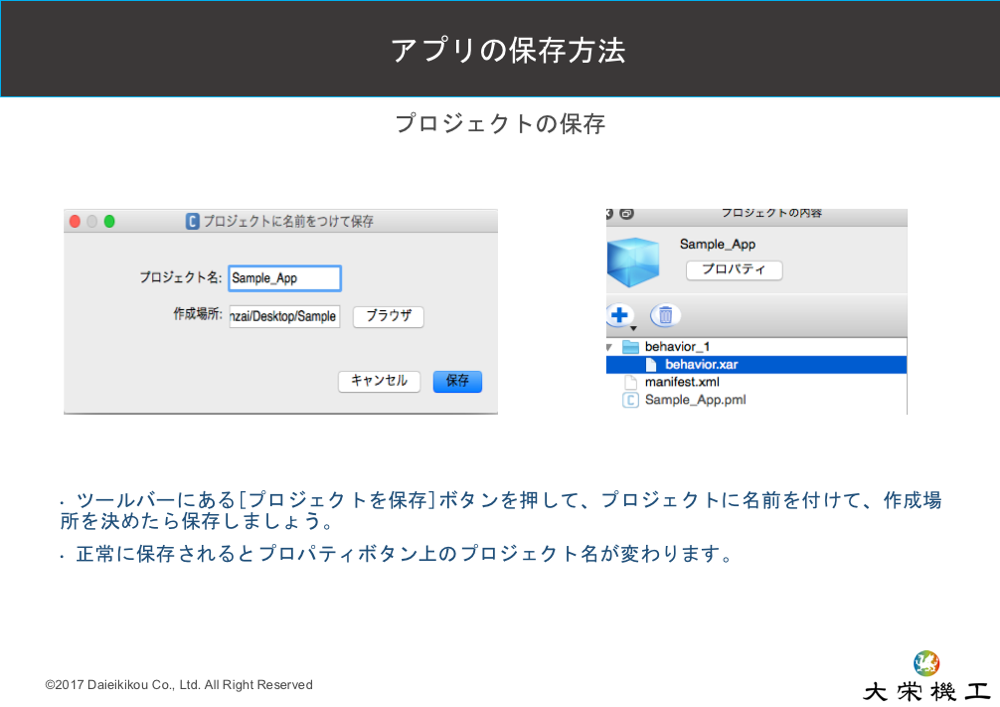 アプリの保存方法
プロジェクトの保存
プロジェクトに名前をつけて保存
プロジェクト名: Sample_App
作成場所: nzai/Desktop/Sample ブラウザ
キャンセル 保存
プロジェクトの内容
Sample_App
プロパティ
behavior_1
behavior.xar
manifest.xml
Sample_App.pml
・ツールバーにある[プロジェクトを保存]ボタンを押して、プロジェクトに名前を付けて、作成場
所を決めたら保存しましょう。
・正常に保存されるとプロパティボタン上のプロジェクト名が変わります。
©2017 Daieikikou Co., Ltd. All Right Reserved
大栄機工